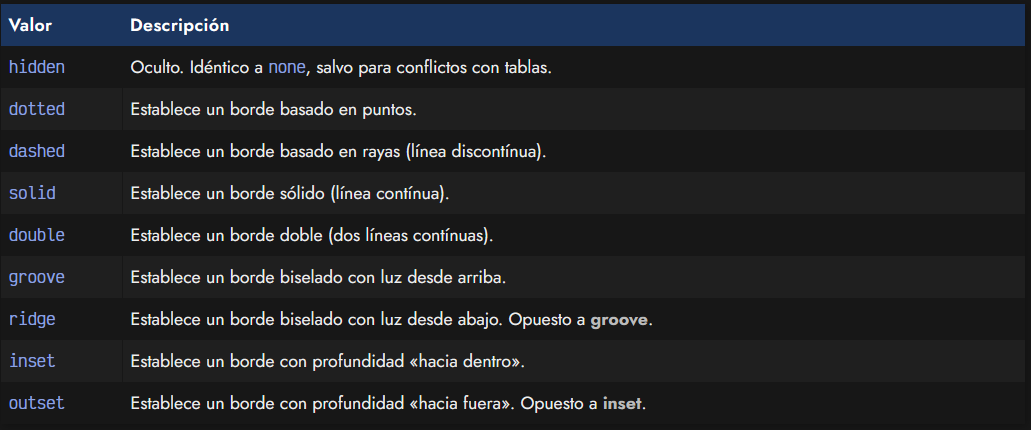 Valor Descripción
hidden Oculto. Idéntico a none, salvo para conflictos con tablas.
dotted Establece un borde basado en puntos.
dashed Establece un borde basado en rayas (línea discontínua).
solid Establece un borde sólido (línea contínua).
double Establece un borde doble (dos líneas contínuas).
groove Establece un borde biselado con luz desde arriba.
ridge Establece un borde biselado con luz desde abajo. Opuesto a groove.
inset Establece un borde con profundidad «hacia dentro».
outset Establece un borde con profundidad «hacia fuera». Opuesto a inset.